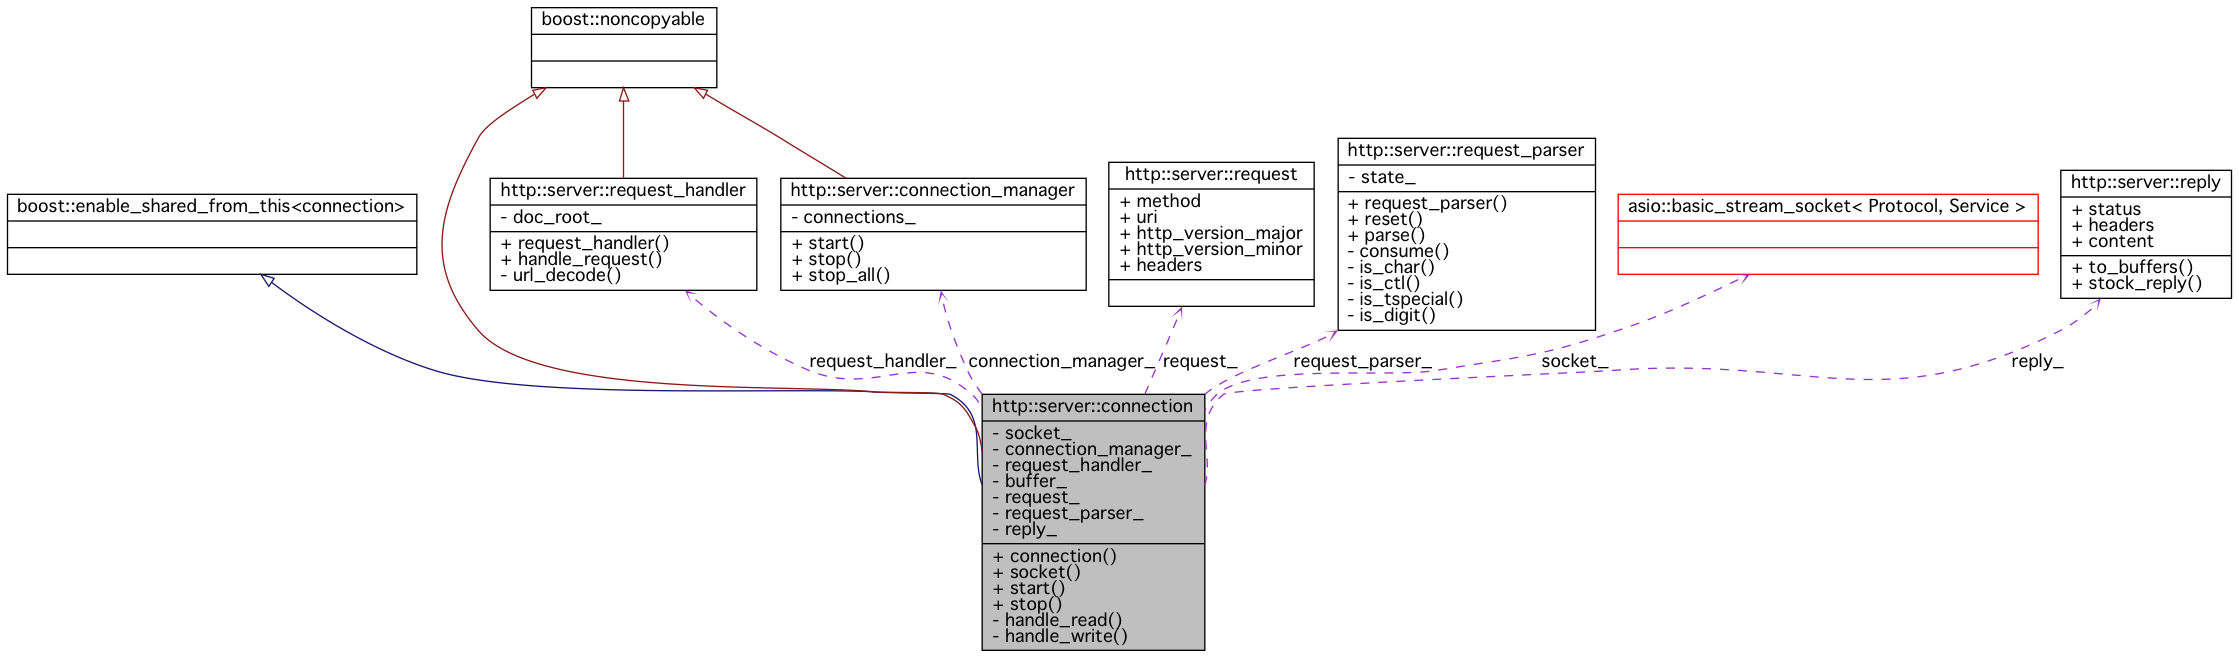 boost::noncopyable
boost::enable_shared_from_this<connection>
http::server::request_handler
- doc_root_
+ request_handler()
+ handle_request()
- url_decode()
http::server::connection_manager
- connections_
+ start()
+ stop()
+ stop_all()
http::server::request
+ method
+ uri
+ http_version_major
+ http_version_minor
+ headers
http::server::request_parser
- state_
+ request_parser()
+ reset()
+ parse()
- consume()
- is_char()
- is_ctl()
- is_tspecial()
- is_digit()
asio::basic_stream_socket< Protocol, Service >
http::server::reply
+ status
+ headers
+ content
+ to_buffers()
+ stock_reply()
request_handler_
connection_manager_
request_
request_parser_
socket_
reply_
http::server::connection
- socket_
- connection_manager_
- request_handler_
- buffer_
- request_
- request_parser_
- reply_
+ connection()
+ socket()
+ start()
+ stop()
- handle_read()
- handle_write()